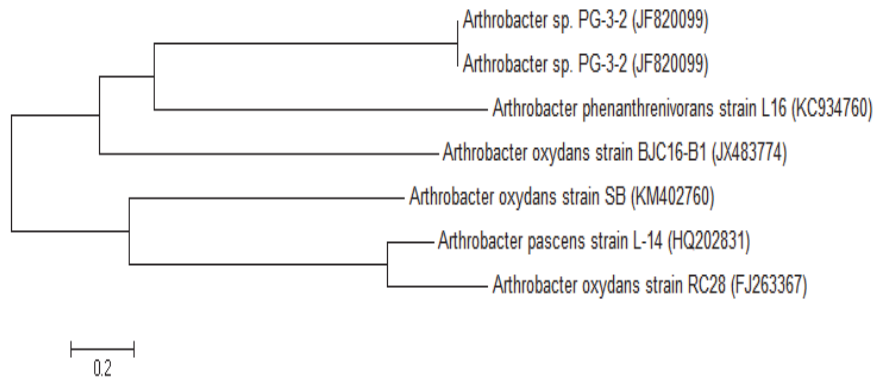 Arthrobacter sp. PG-3-2 (JF820099)
Arthrobacter sp. PG-3-2 (JF820099)
Arthrobacter phenanthrenivorans strain L16 (KC934760)
Arthrobacter oxydans strain BJC16-B1 (JX483774)
Arthrobacter oxydans strain SB (KM402760)
Arthrobacter pascens strain L-14 (HQ202831)
Arthrobacter oxydans strain RC28 (FJ263367)
0.2